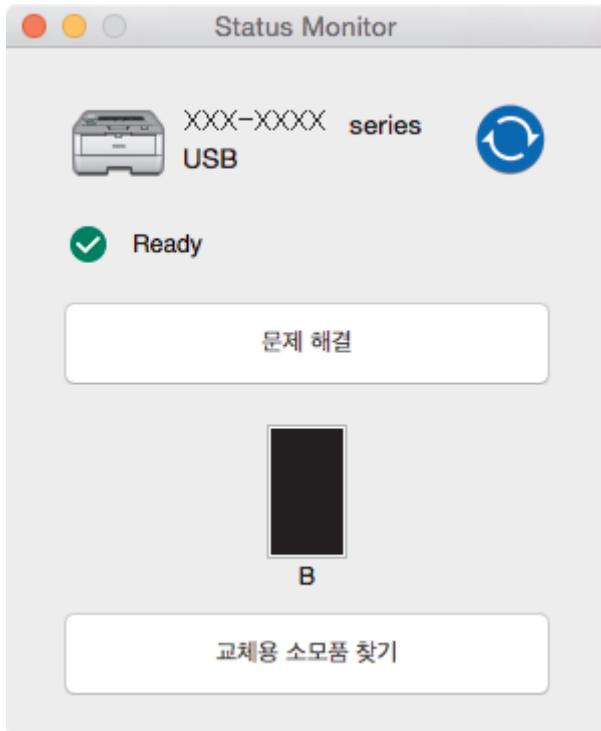 Status Monitor
XXX-XXXX series
USB
Ready
문제 해결
B
교체용 소모품 찾기